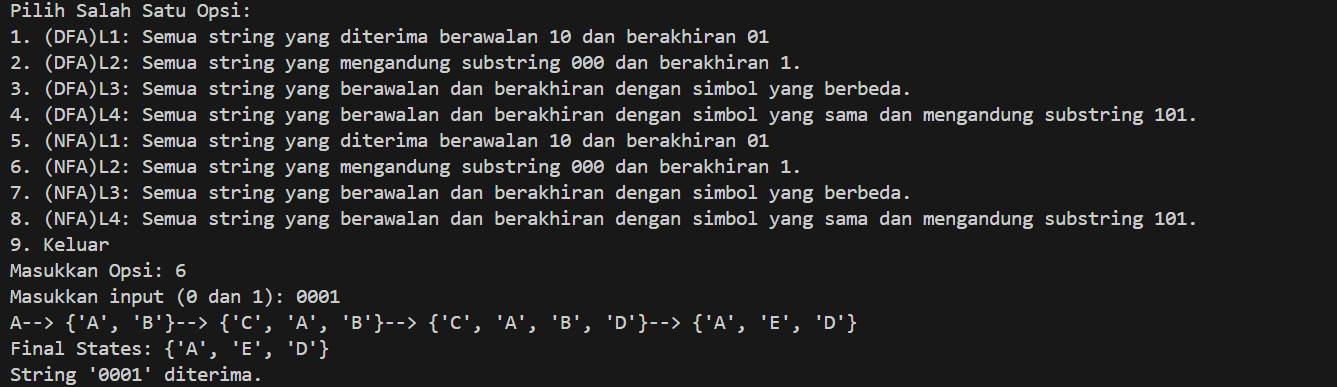 Pilih Salah Satu Opsi:
1. (DFA)L1: Semua string yang diterima berawalan 10 dan berakhiran 01
2. (DFA)L2: Semua string yang mengandung substring 000 dan berakhiran 1.
3. (DFA)L3: Semua string yang berawalan dan berakhiran dengan simbol yang berbeda.
4. (DFA)L4: Semua string yang berawalan dan berakhiran dengan simbol yang sama dan mengandung substring 101.
5. (NFA)L1: Semua string yang diterima berawalan 10 dan berakhiran 01
6. (NFA)L2: Semua string yang mengandung substring 000 dan berakhiran 1.
7. (NFA)L3: Semua string yang berawalan dan berakhiran dengan simbol yang berbeda.
8. (NFA)L4: Semua string yang berawalan dan berakhiran dengan simbol yang sama dan mengandung substring 101.
9. Keluar
Masukkan Opsi: 6
Masukkan input (0 dan 1): 0001
A--> {'A', 'B'}--> {'C', 'A', 'B'}--> {'C', 'A', 'B', 'D'}--> {'A', 'E', 'D'}
Final States: {'A', 'E', 'D'}
String '0001' diterima.